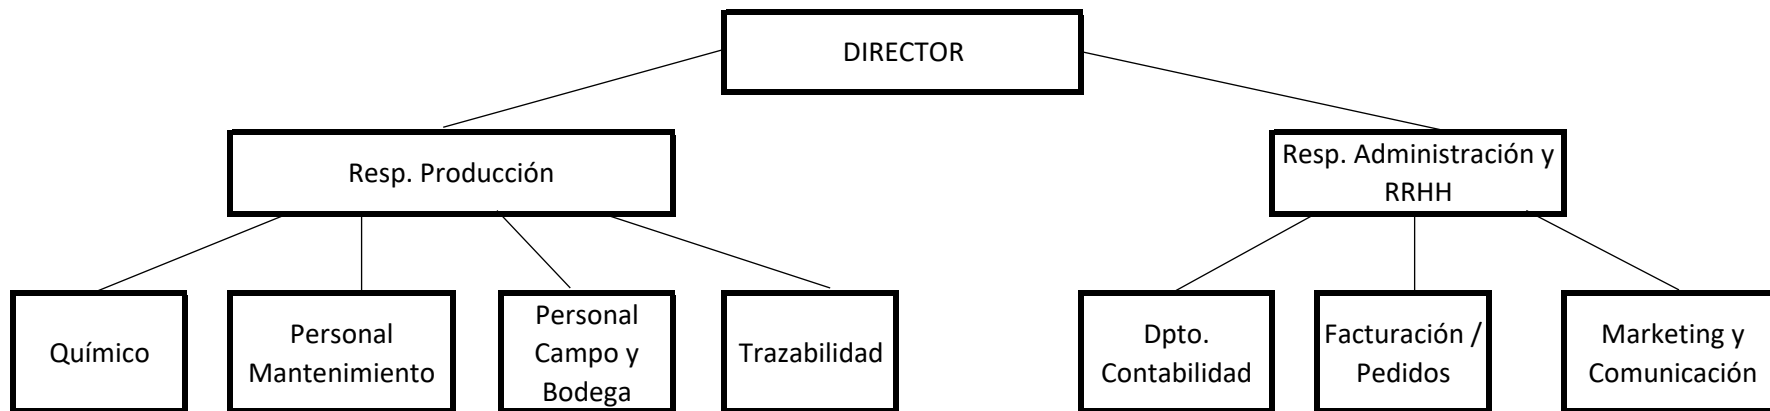 DIRECTOR
Resp. Producción
Resp. Administración y
RRHH
Químico
Personal
Mantenimiento
Personal
Campo y
Bodega
Trazabilidad
Dpto.
Contabilidad
Facturación /
Pedidos
Marketing y
Comunicación